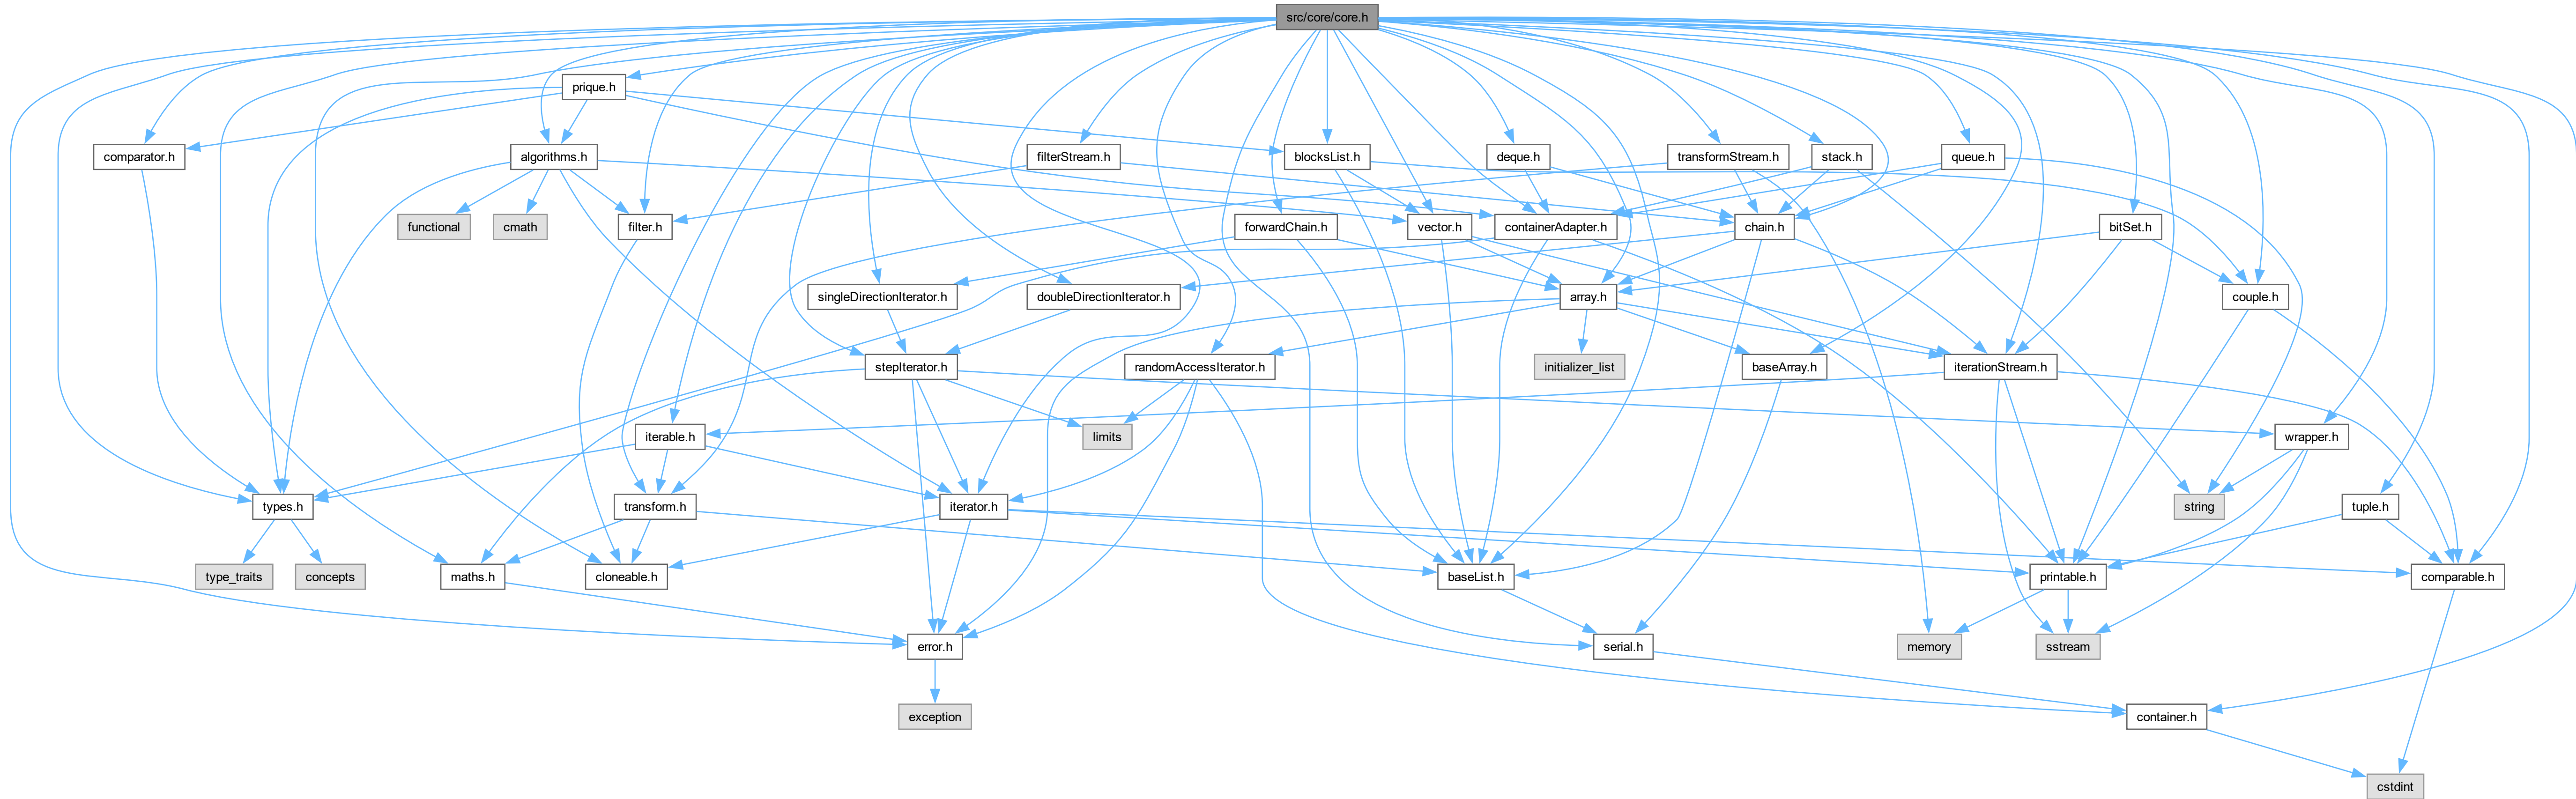 src/core/core.h
prique.h
comparator.h
algorithms.h
filterStream.h
blocksList.h
deque.h
transformStream.h
stack.h
queue.h
functional
cmath
filter.h
containerAdapter.h
forwardChain.h
vector.h
chain.h
bitSet.h
singleDirectionIterator.h
doubleDirectionIterator.h
array.h
couple.h
stepIterator.h
randomAccessIterator.h
initializer_list
baseArray.h
iterationStream.h
iterable.h
limits
wrapper.h
types.h
transform.h
iterator.h
string
tuple.h
type_traits
concepts
maths.h
cloneable.h
baseList.h
printable.h
comparable.h
error.h
serial.h
memory
sstream
exception
container.h
cstdint